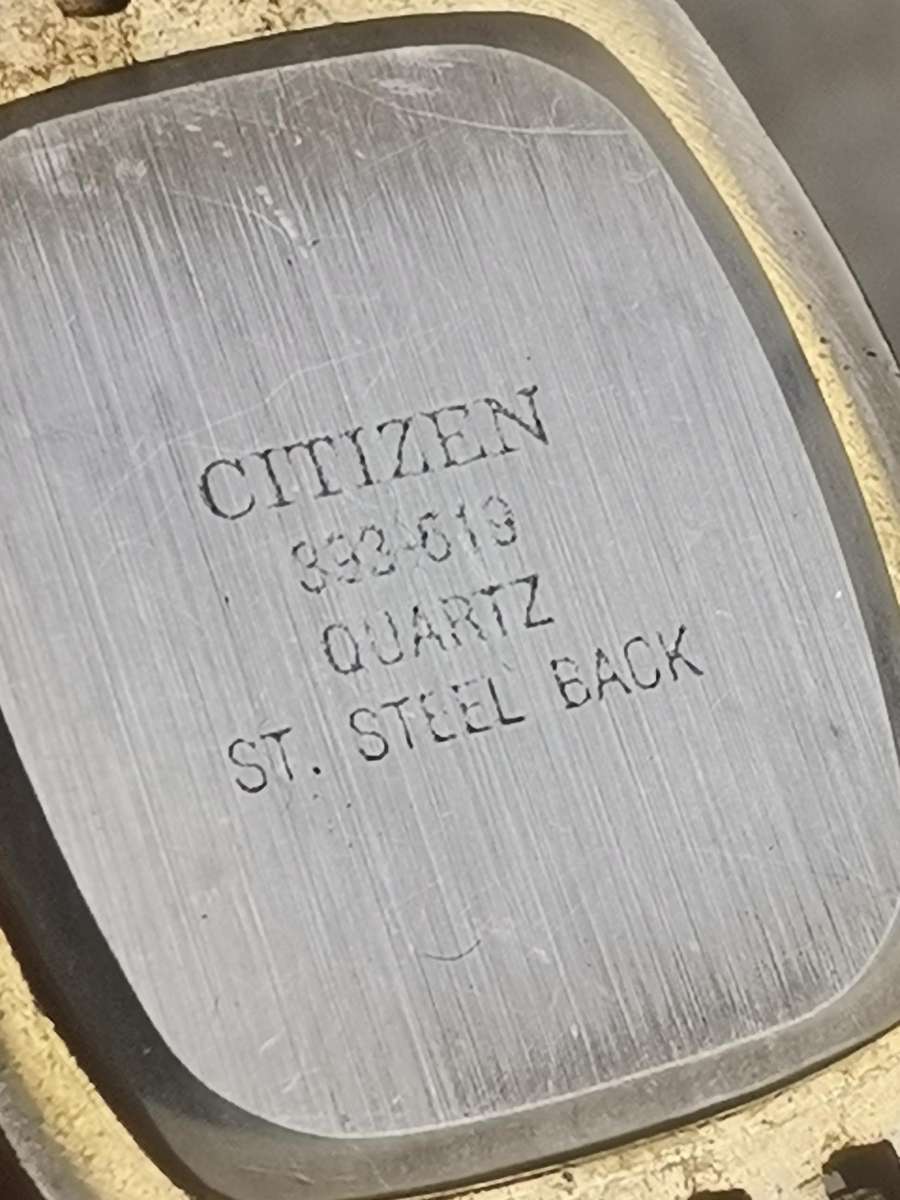 CITIZEN
393-619
QUARTZ
ST. STEEL BACK